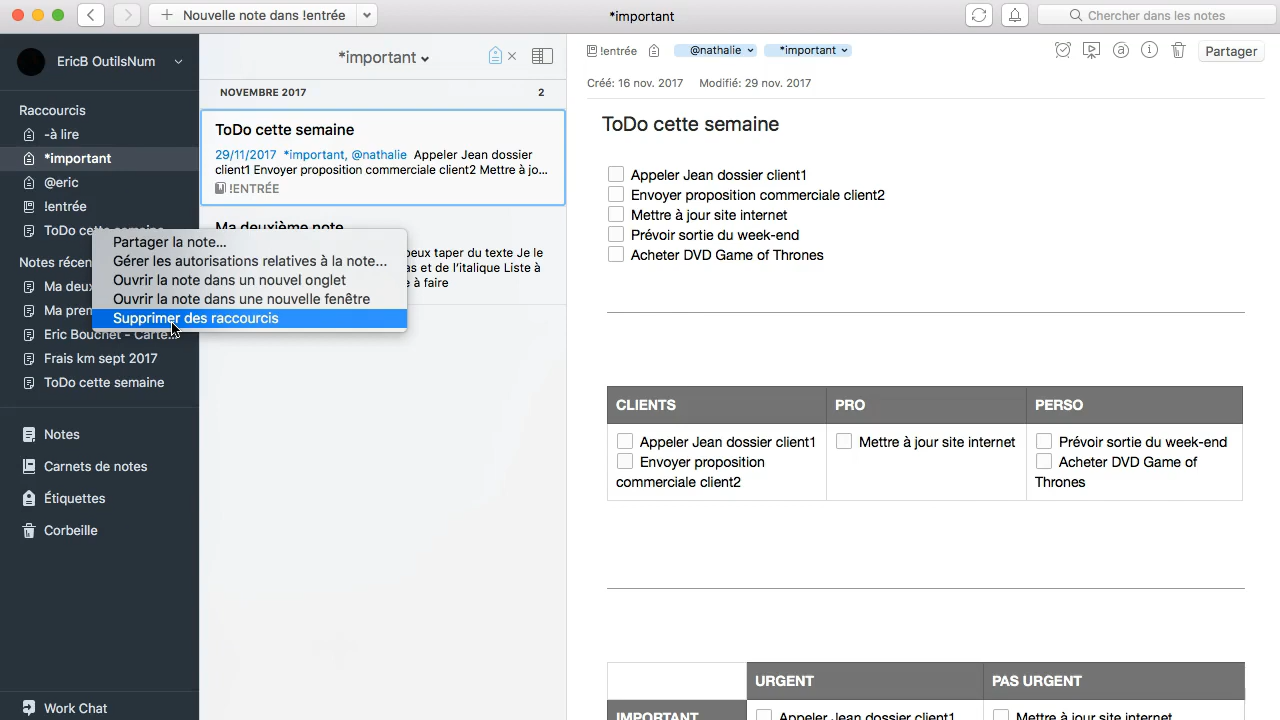 Nouvelle note dans !entrée
*important
Chercher dans les notes
EricB OutilsNum
Raccourcis
-à lire
*important
@eric
!entrée
ToDo cette semaine
Notes récen
Ma deux
Ma prem
Eric Bouchet - Carte...
Frais km sept 2017
ToDo cette semaine
Notes
Carnets de notes
Étiquettes
Corbeille
Work Chat
Partager la note...
Gérer les autorisations relatives à la note...
Ouvrir la note dans un nouvel onglet
Ouvrir la note dans une nouvelle fenêtre
Supprimer des raccourcis
*important
NOVEMBRE 2017 2
ToDo cette semaine
29/11/2017 *important, @nathalie Appeler Jean dossier
client1 Envoyer proposition commerciale client2 Mettre à jo...
!ENTRÉE
Ma deuxième note
peux taper du texte Je le
as et de l'italique Liste à
à faire
!entrée @nathalie *important
Partager
Créé: 16 nov. 2017 Modifié: 29 nov. 2017
ToDo cette semaine
Appeler Jean dossier client1
Envoyer proposition commerciale client2
Mettre à jour site internet
Prévoir sortie du week-end
Acheter DVD Game of Thrones
CLIENTS PRO PERSO
Appeler Jean dossier client1
Envoyer proposition
commerciale client2
Mettre à jour site internet
Prévoir sortie du week-end
Acheter DVD Game of
Thrones
URGENT PAS URGENT
IMPORTANT Appeler Jean dossier client1 Mettre à jour site internet